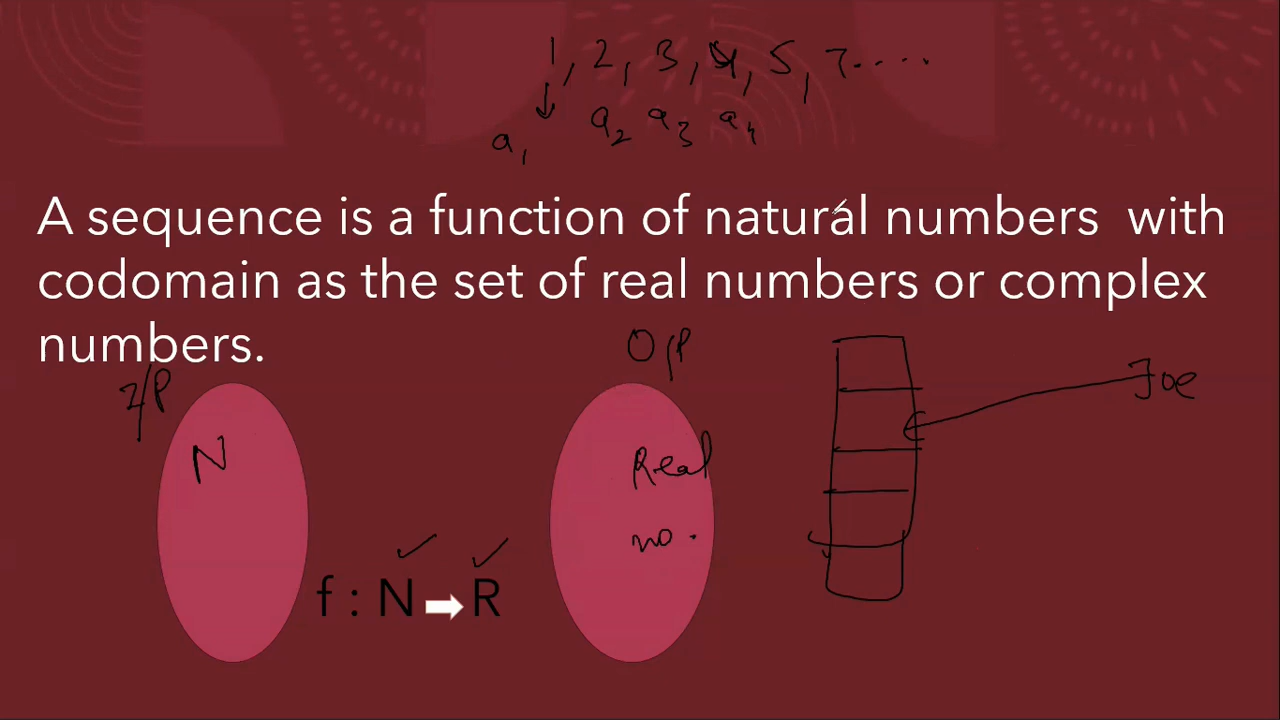 1, 2, 3, 4, 5, 7.....
a₁ a₂ a₃ a₄
A sequence is a function of natural numbers with
codomain as the set of real numbers or complex
numbers.
I/P
O/P
Joe
N
Real
no.
f : N → R